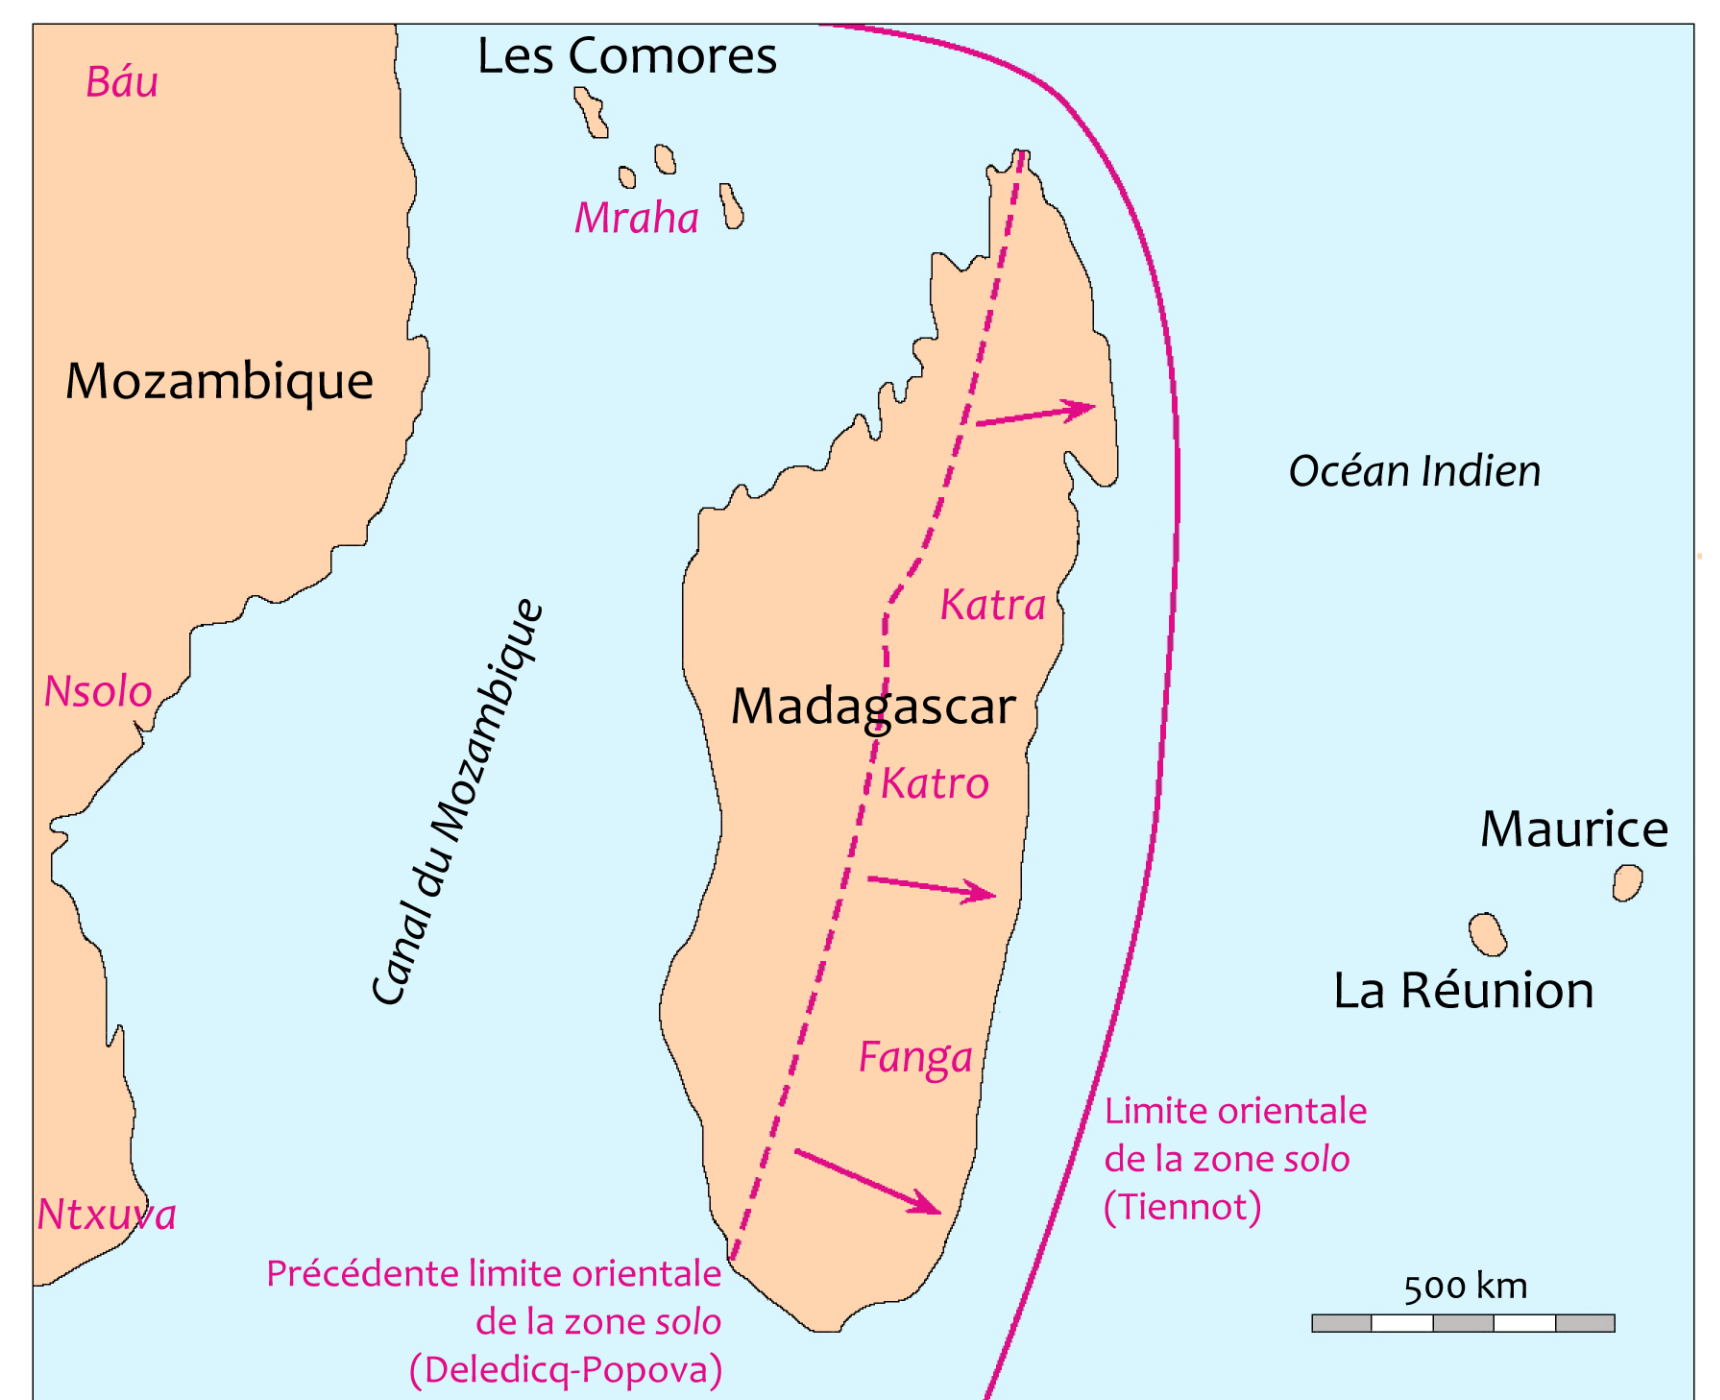 Les Comores
Báu
Mraha
Mozambique
Océan Indien
Katra
Canal du Mozambique
Nsolo
Madagascar
Katro
Maurice
La Réunion
Fanga
Limite orientale
de la zone solo
(Tiennot)
Ntxuva
Précédente limite orientale
de la zone solo
(Deledicq-Popova)
500 km